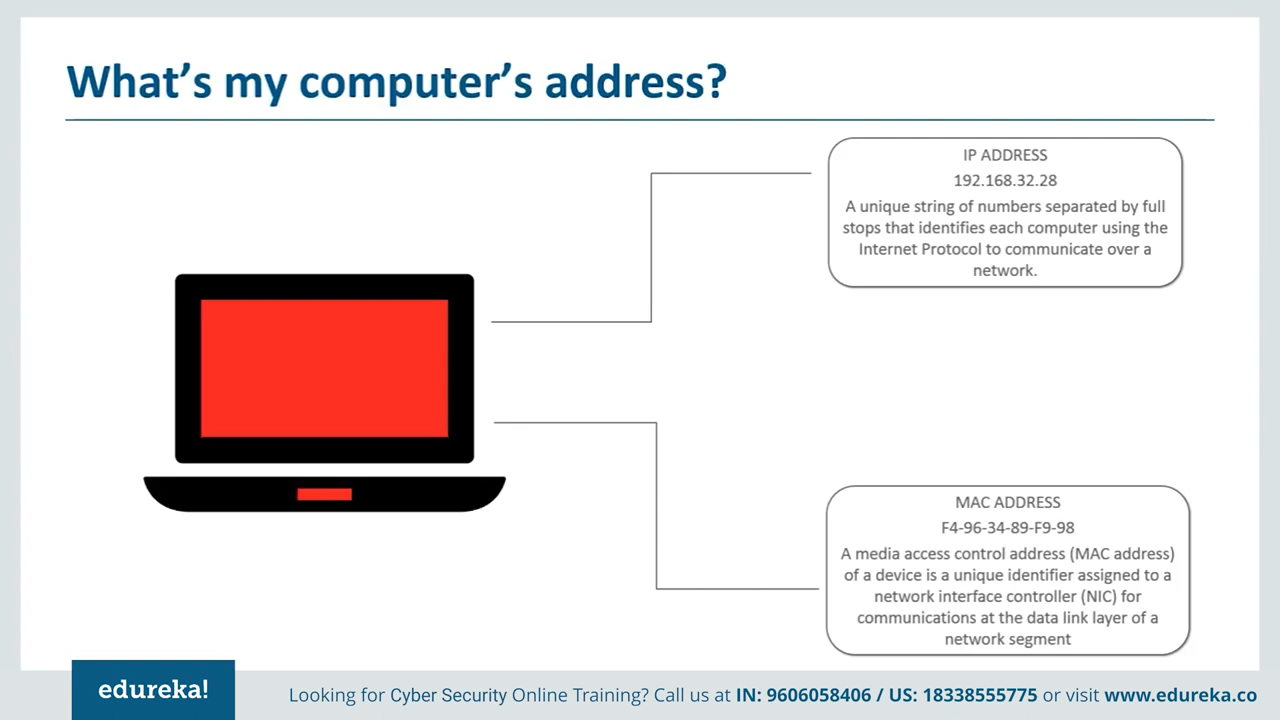 What’s my computer’s address?
IP ADDRESS
192.168.32.28
A unique string of numbers separated by full
stops that identifies each computer using the
Internet Protocol to communicate over a
network.
MAC ADDRESS
F4-96-34-89-F9-98
A media access control address (MAC address)
of a device is a unique identifier assigned to a
network interface controller (NIC) for
communications at the data link layer of a
network segment
edureka!
Looking for Cyber Security Online Training? Call us at IN: 9606058406 / US: 18338555775 or visit www.edureka.co